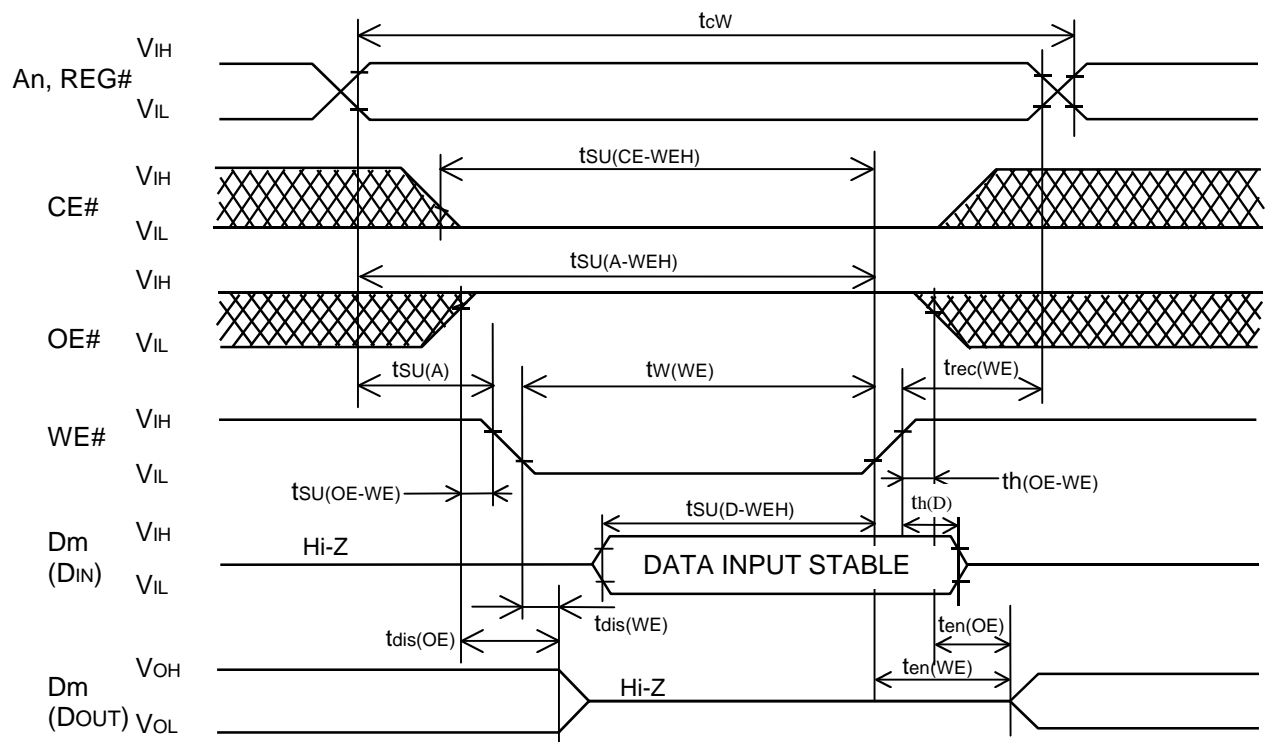 tcW
VIH
An, REG#
VIL
tSU(CE-WEH)
VIH
CE#
VIL
tSU(A-WEH)
VIH
OE#
VIL
tSU(A)
tW(WE)
trec(WE)
VIH
WE#
VIL
tSU(OE-WE)
th(OE-WE)
tSU(D-WEH)
th(D)
VIH
Dm
(DIN)
Hi-Z
DATA INPUT STABLE
VIL
tdis(OE)
tdis(WE)
ten(OE)
ten(WE)
VOH
Dm
(DOUT)
Hi-Z
VOL